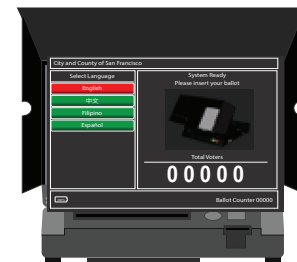 City and County of San Francisco
Select Language
English
中文
Filipino
Español
System Ready
Please insert your ballot
Total Voters
00000
Ballot Counter 00000